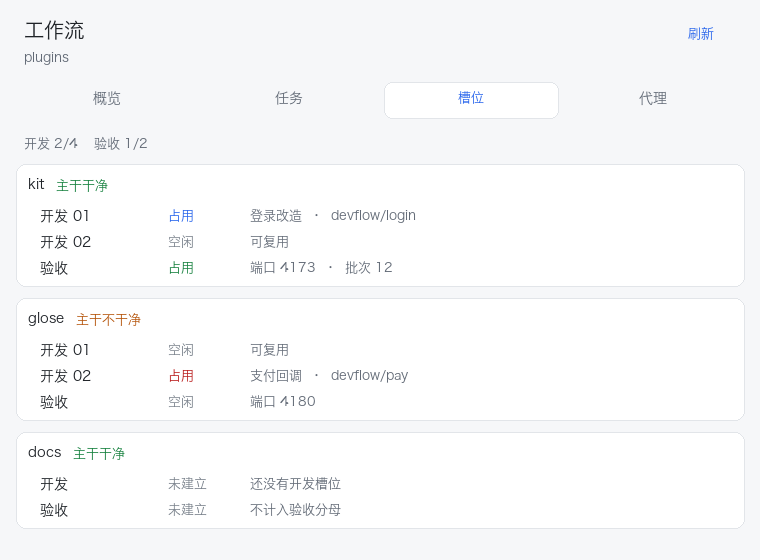 工作流
刷新
plugins
概览 任务 槽位 代理
开发 2/4 验收 1/2
kit 主干干净
开发 01 占用 登录改造 · devflow/login
开发 02 空闲 可复用
验收 占用 端口 4173 · 批次 12
glose 主干不干净
开发 01 空闲 可复用
开发 02 占用 支付回调 · devflow/pay
验收 空闲 端口 4180
docs 主干干净
开发 未建立 还没有开发槽位
验收 未建立 不计入验收分母